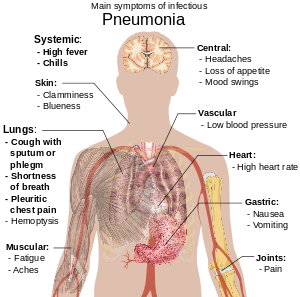 Main symptoms of infectious
Pneumonia
Systemic:
- High fever
- Chills
Skin:
- Clamminess
- Blueness
Lungs:
- Cough with
sputum or
phlegm
- Shortness
of breath
- Pleuritic
chest pain
- Hemoptysis
Muscular:
- Fatigue
- Aches
Central:
- Headaches
- Loss of appetite
- Mood swings
Vascular
- Low blood pressure
Heart:
- High heart rate
Gastric:
- Nausea
- Vomiting
Joints:
- Pain